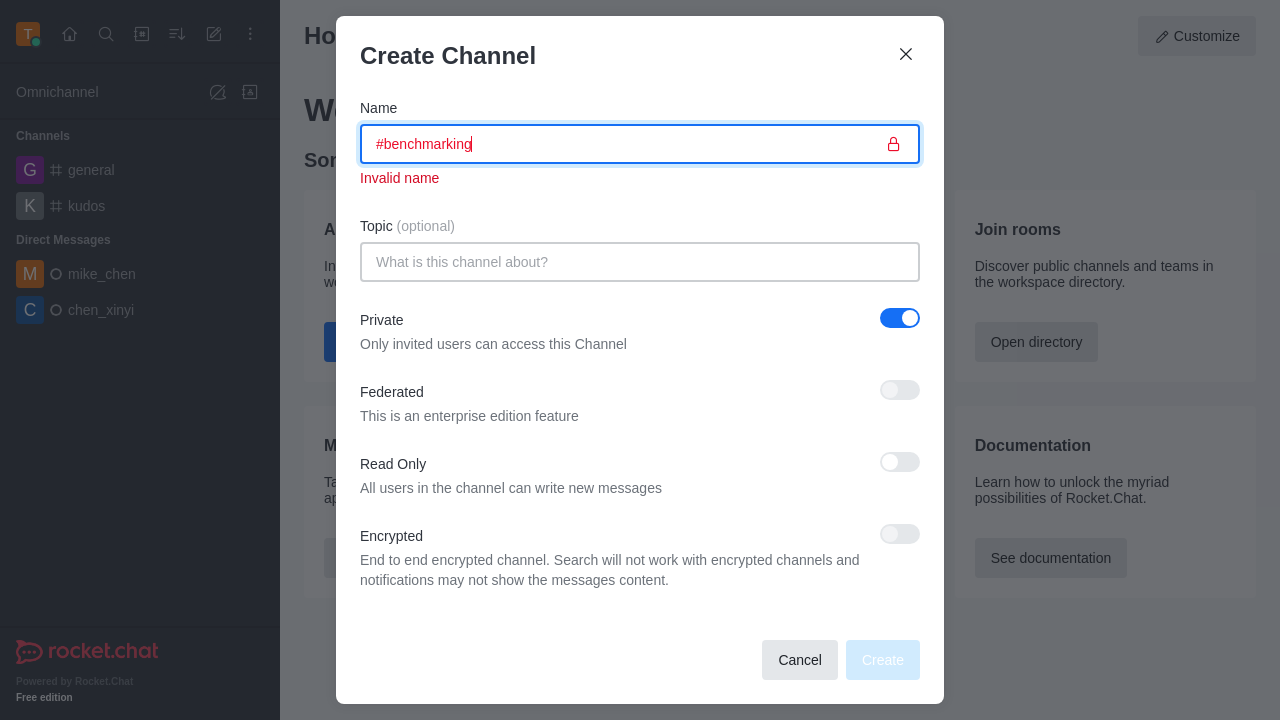 T
Omnichannel
Channels
G general
K kudos
Direct Messages
M mike_chen
C chen_xinyi
rocket.chat
Powered by Rocket.Chat
Free edition
Customize
Create Channel
Name
#benchmarking
Invalid name
Topic (optional)
What is this channel about?
Private
Only invited users can access this Channel
Federated
This is an enterprise edition feature
Read Only
All users in the channel can write new messages
Encrypted
End to end encrypted channel. Search will not work with encrypted channels and
notifications may not show the messages content.
Cancel
Create
Join rooms
Discover public channels and teams in
the workspace directory.
Open directory
Documentation
Learn how to unlock the myriad
possibilities of Rocket.Chat.
See documentation